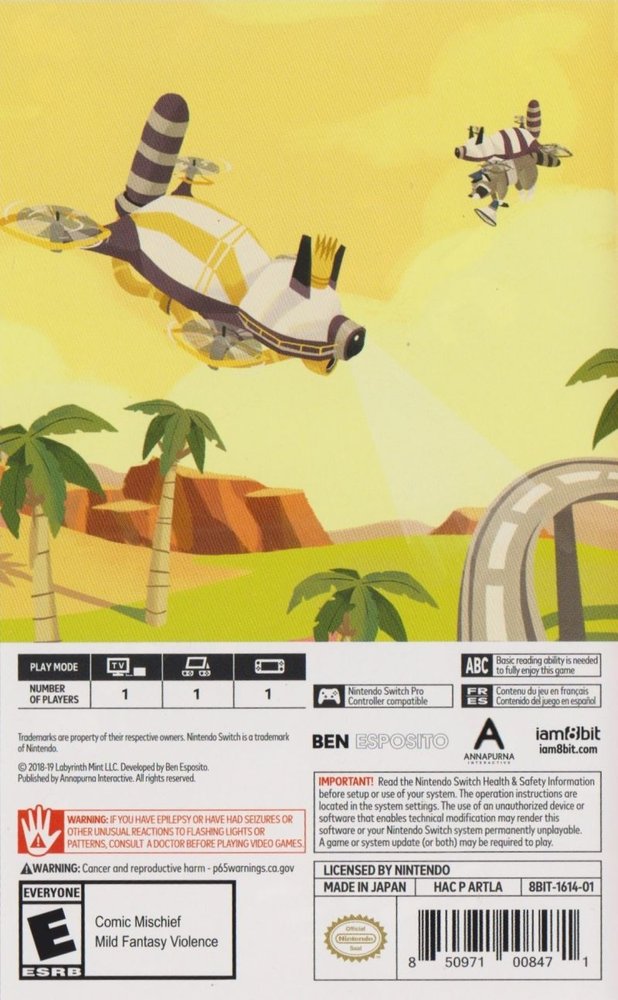 PLAY MODE
TV
NUMBER
OF PLAYERS
1
1
1
ABC
Basic reading ability is needed
to fully enjoy this game
Nintendo Switch Pro
Controller compatible
FR
ES
Contenu du jeu en français
Contenido del juego en español
Trademarks are property of their respective owners. Nintendo Switch is a trademark
of Nintendo.
© 2018-19 Labyrinth Mint LLC. Developed by Ben Esposito.
Published by Annapurna Interactive. All rights reserved.
BEN ESPOSITO
ANNAPURNA
INTERACTIVE
iam8bit
iam8bit.com
WARNING: IF YOU HAVE EPILEPSY OR HAVE HAD SEIZURES OR
OTHER UNUSUAL REACTIONS TO FLASHING LIGHTS OR
PATTERNS, CONSULT A DOCTOR BEFORE PLAYING VIDEO GAMES.
WARNING: Cancer and reproductive harm - p65warnings.ca.gov
IMPORTANT! Read the Nintendo Switch Health & Safety Information
before setup or use of your system. The operation instructions are
located in the system settings. The use of an unauthorized device or
software that enables technical modification may render this
software or your Nintendo Switch system permanently unplayable.
A game or system update (or both) may be required to play.
EVERYONE
E
ESRB
Comic Mischief
Mild Fantasy Violence
LICENSED BY NINTENDO
MADE IN JAPAN
HAC P ARTLA
8BIT-1614-01
Official
Nintendo
Seal
8 50971 00847 1